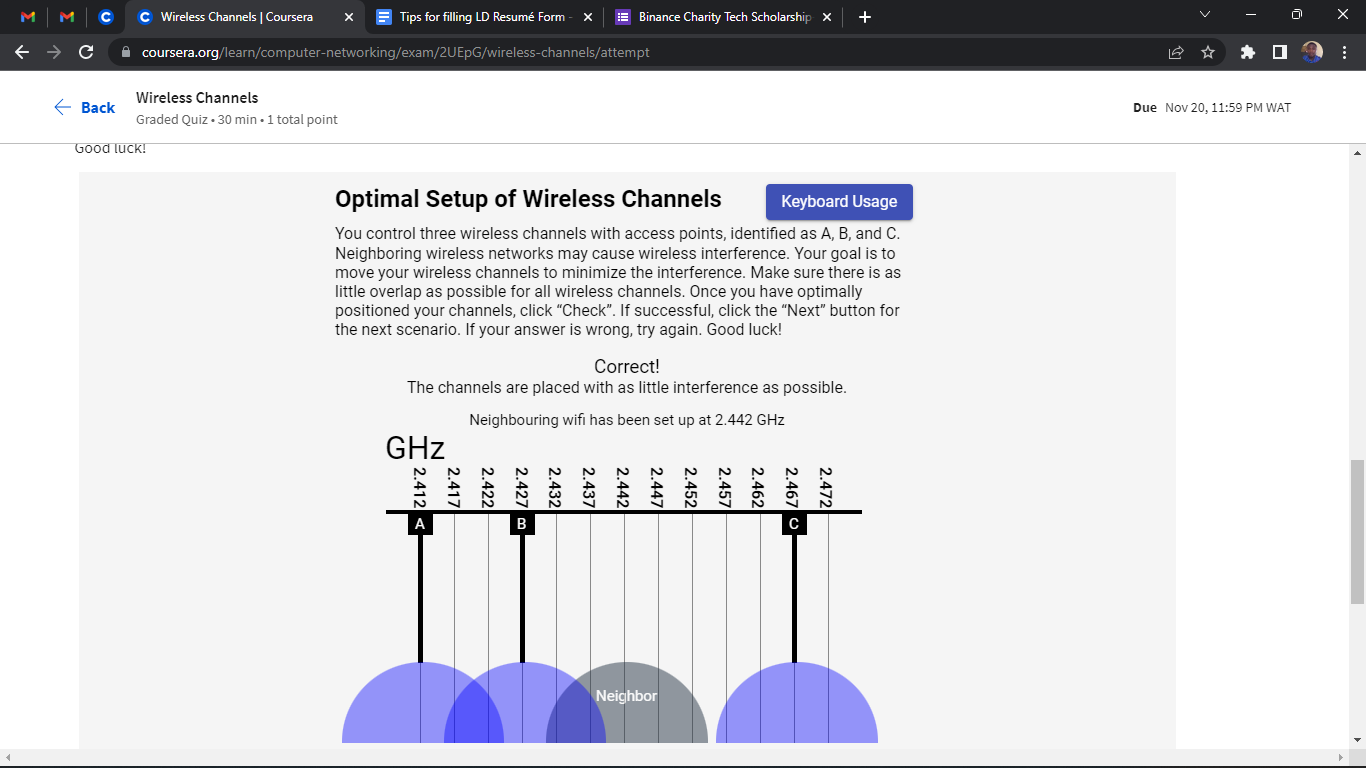 Wireless Channels | Coursera
Tips for filling LD Resumé Form -
Binance Charity Tech Scholarship
coursera.org/learn/computer-networking/exam/2UEpG/wireless-channels/attempt
Back
Wireless Channels
Graded Quiz • 30 min • 1 total point
Due Nov 20, 11:59 PM WAT
Good luck!
Optimal Setup of Wireless Channels
Keyboard Usage
You control three wireless channels with access points, identified as A, B, and C.
Neighboring wireless networks may cause wireless interference. Your goal is to
move your wireless channels to minimize the interference. Make sure there is as
little overlap as possible for all wireless channels. Once you have optimally
positioned your channels, click “Check”. If successful, click the “Next” button for
the next scenario. If your answer is wrong, try again. Good luck!
Correct!
The channels are placed with as little interference as possible.
Neighbouring wifi has been set up at 2.442 GHz
GHz
2.412 2.417 2.422 2.427 2.432 2.437 2.442 2.447 2.452 2.457 2.462 2.467 2.472
A B C
Neighbor